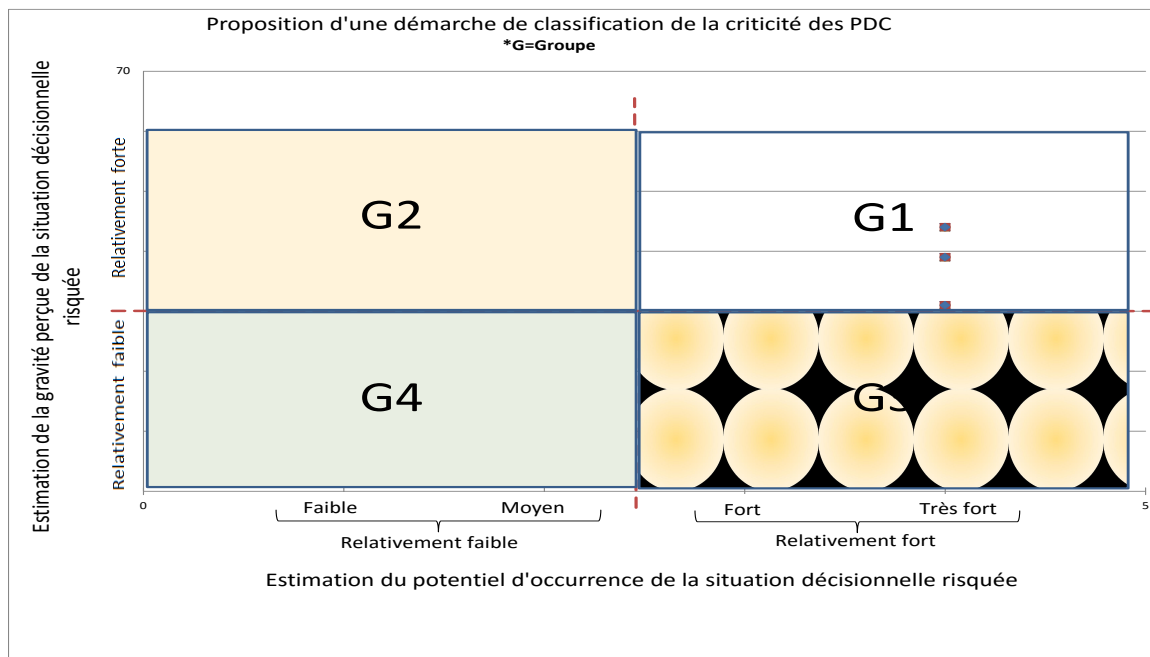 Proposition d'une démarche de classification de la criticité des PDC
*G=Groupe
70
Estimation de la gravité perçue de la situation décisionnelle
risquée
Relativement forte
Relativement faible
G2
G1
G4
G3
0
5
Faible
Moyen
Fort
Très fort
Relativement faible
Relativement fort
Estimation du potentiel d'occurrence de la situation décisionnelle risquée